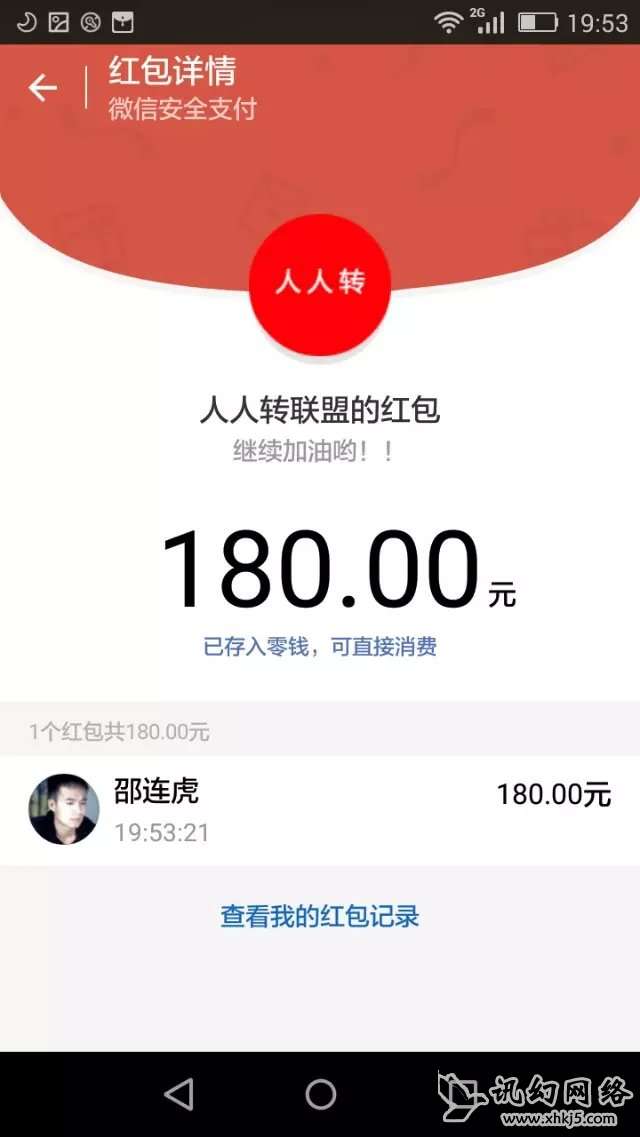 2G 19:53
红包详情
微信安全支付
人人转
人人转联盟的红包
继续加油哟！！
180.00元
已存入零钱，可直接消费
1个红包共180.00元
邵连虎 180.00元
19:53:21
查看我的红包记录
讯幻网络
www.xhkj5.com